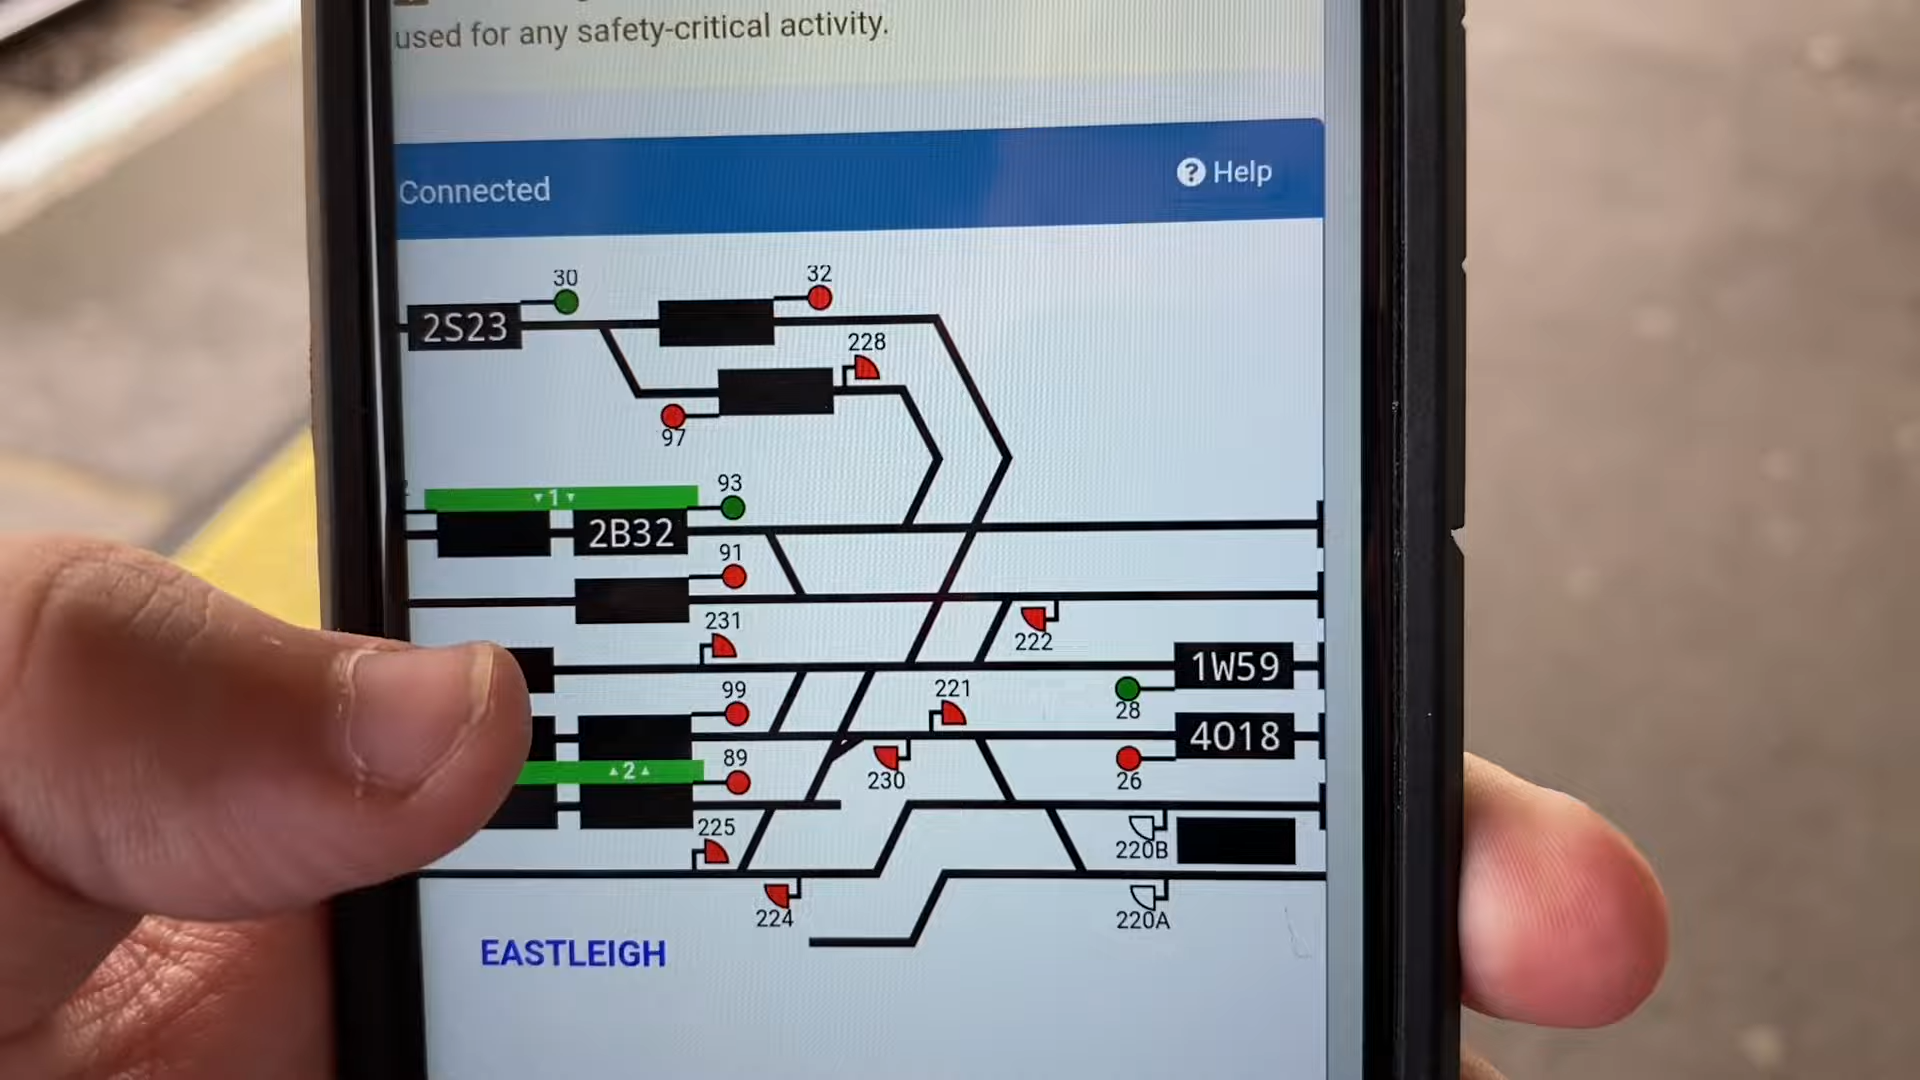 used for any safety-critical activity.
Connected
? Help
30
32
2S23
228
97
93
1
2B32
91
231
222
1W59
99
221
28
4O18
89
2
230
26
225
220B
224
220A
EASTLEIGH